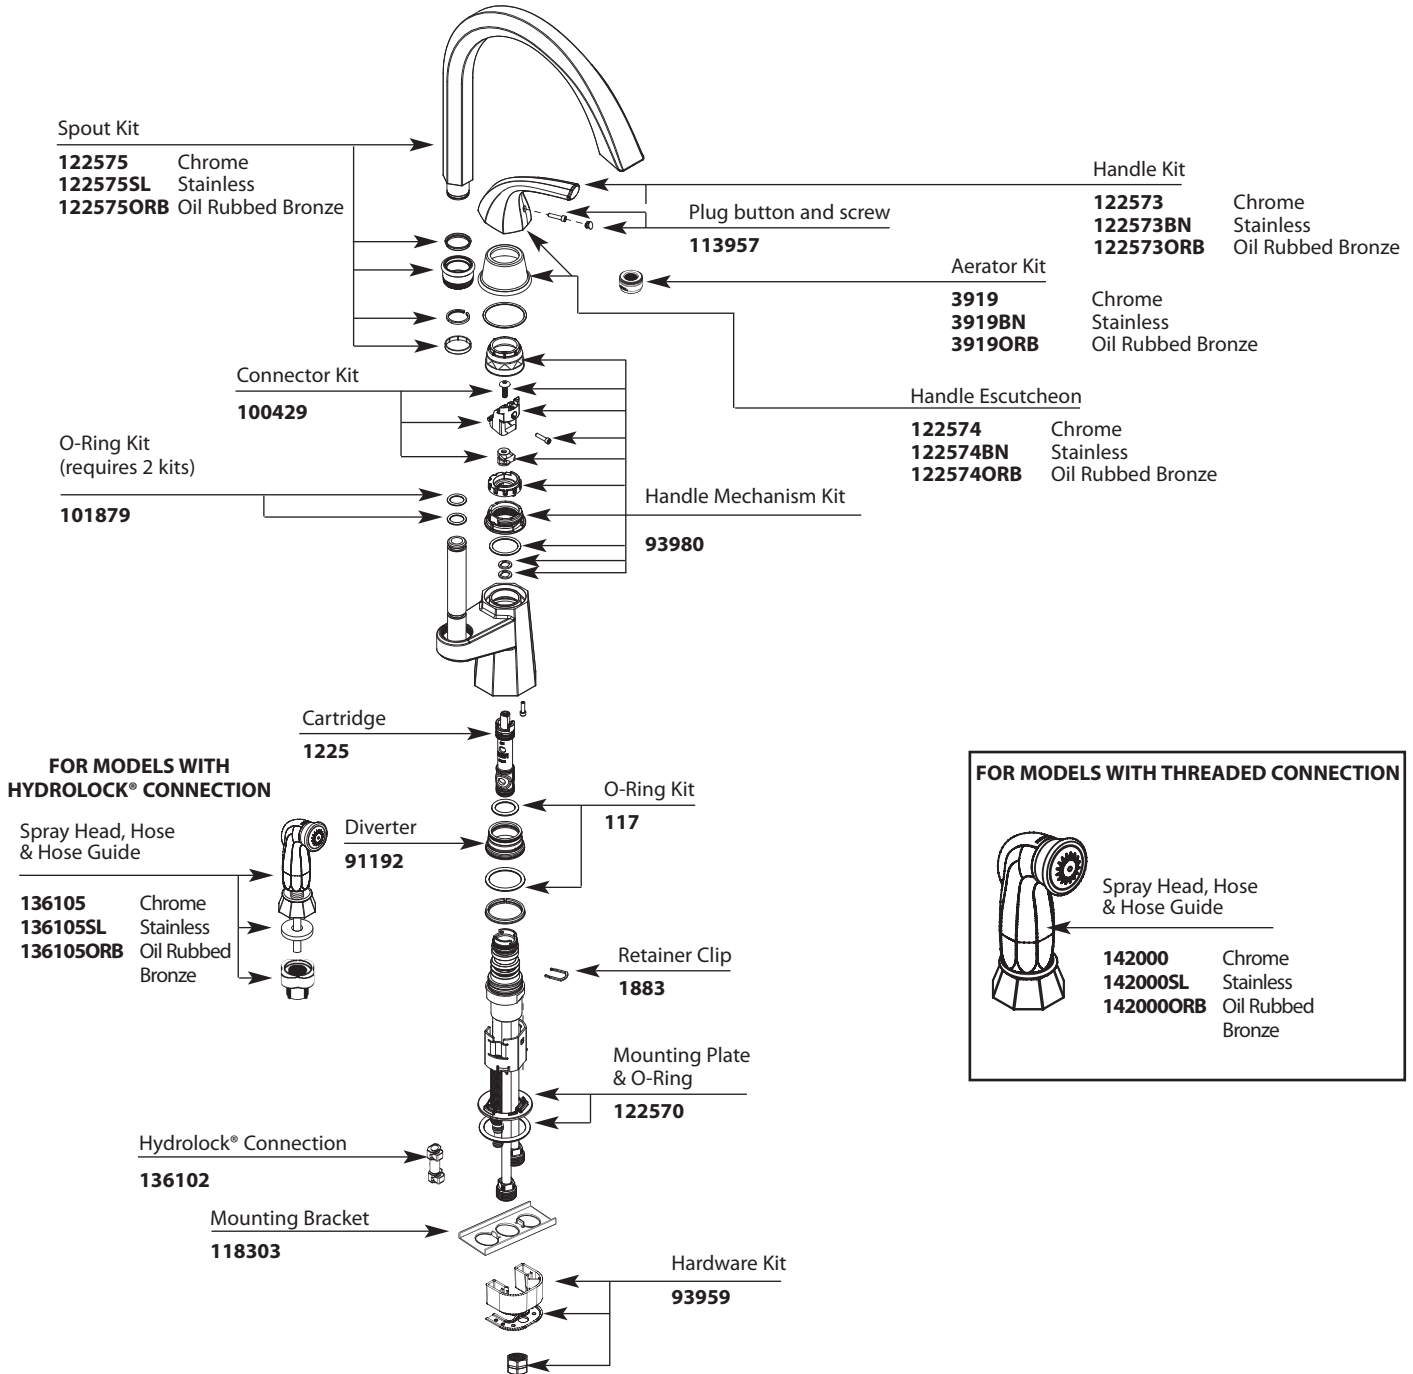 Spout Kit
122575 Chrome
122575SL Stainless
122575ORB Oil Rubbed Bronze
Handle Kit
122573 Chrome
122573BN Stainless
122573ORB Oil Rubbed Bronze
Plug button and screw
113957
Aerator Kit
3919 Chrome
3919BN Stainless
3919ORB Oil Rubbed Bronze
Connector Kit
100429
Handle Escutcheon
122574 Chrome
122574BN Stainless
122574ORB Oil Rubbed Bronze
O-Ring Kit
(requires 2 kits)
101879
Handle Mechanism Kit
93980
Cartridge
1225
FOR MODELS WITH
HYDROLOCK® CONNECTION
Spray Head, Hose
& Hose Guide
136105 Chrome
136105SL Stainless
136105ORB Oil Rubbed
Bronze
Diverter
91192
O-Ring Kit
117
FOR MODELS WITH THREADED CONNECTION
Spray Head, Hose
& Hose Guide
142000 Chrome
142000SL Stainless
142000ORB Oil Rubbed
Bronze
Retainer Clip
1883
Mounting Plate
& O-Ring
122570
Hydrolock® Connection
136102
Mounting Bracket
118303
Hardware Kit
93959